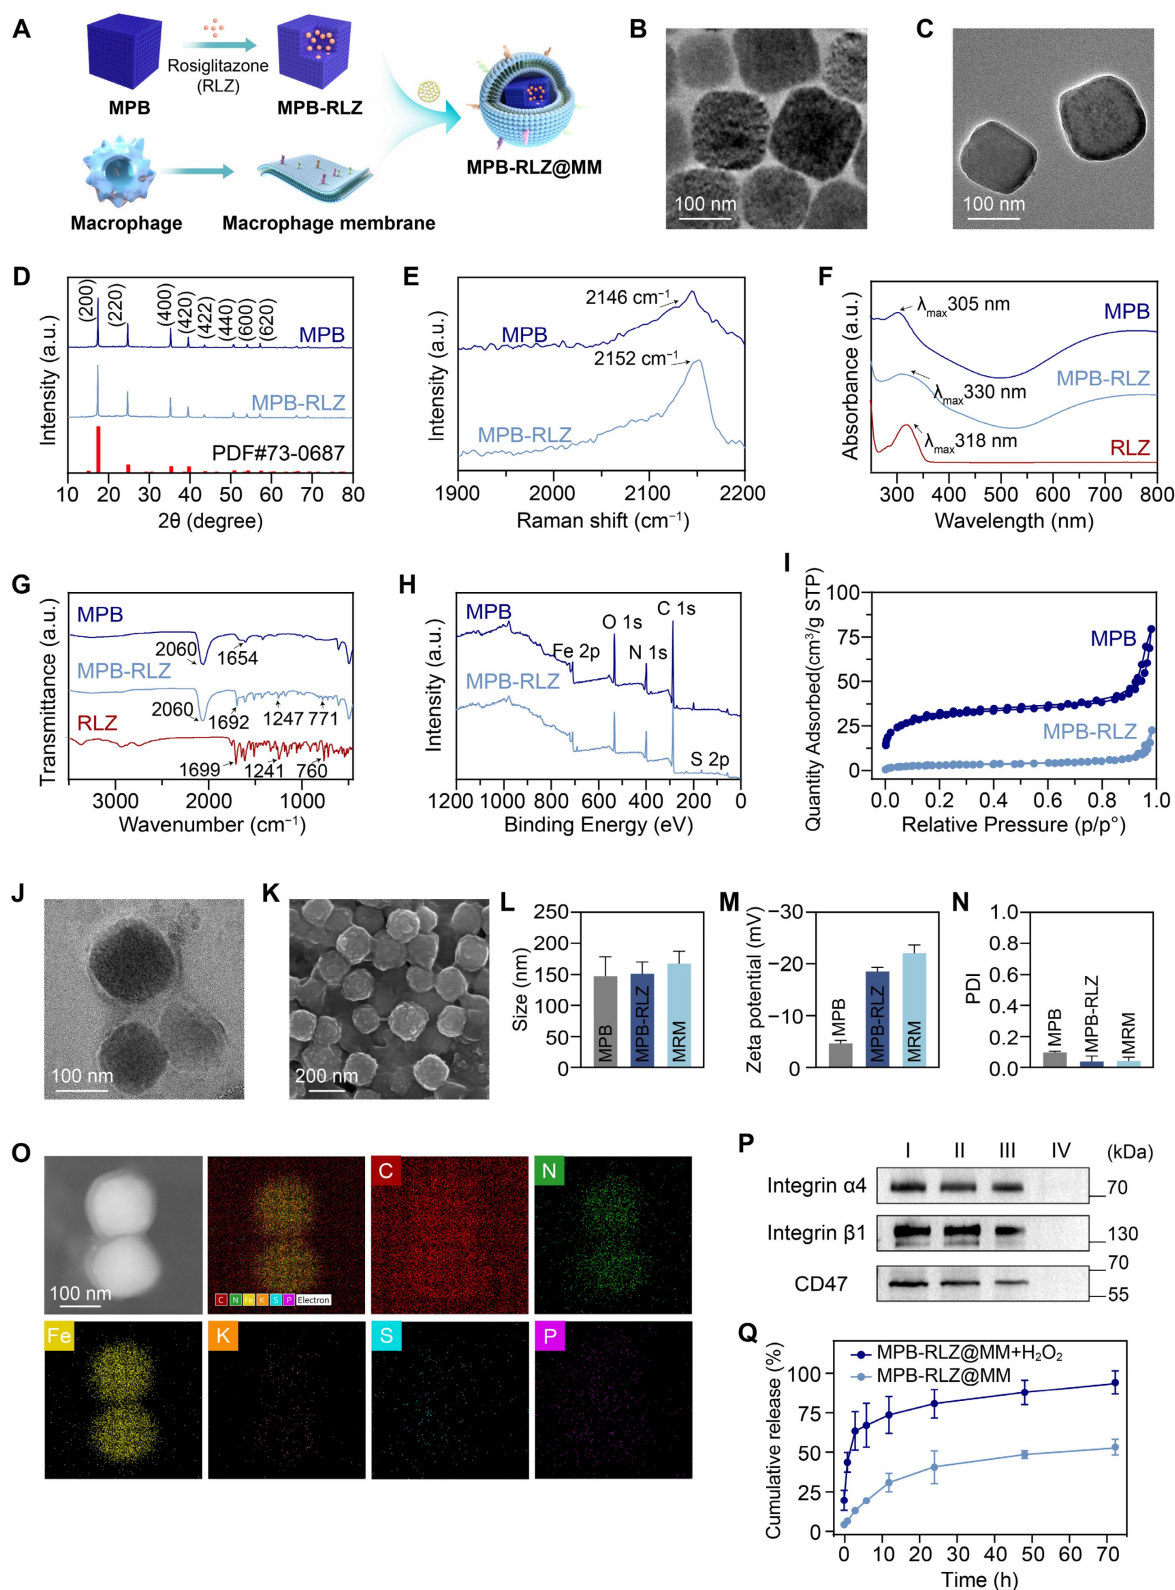 A
MPB
Rosiglitazone
(RLZ)
MPB-RLZ
Macrophage
Macrophage membrane
MPB-RLZ@MM
B
100 nm
C
100 nm
D
Intensity (a.u.)
(200)
(220)
(400)
(420)
(422)
(440)
(600)
(620)
MPB
MPB-RLZ
PDF#73-0687
10 20 30 40 50 60 70 80
2θ (degree)
E
Intensity (a.u.)
2146 cm⁻¹
MPB
2152 cm⁻¹
MPB-RLZ
1900 2000 2100 2200
Raman shift (cm⁻¹)
F
Absorbance (a.u.)
λmax305 nm
MPB
MPB-RLZ
λmax330 nm
λmax318 nm
RLZ
300 400 500 600 700 800
Wavelength (nm)
G
Transmittance (a.u.)
MPB
2060
1654
MPB-RLZ
2060
1692
1247
771
RLZ
1699
1241
760
3000 2000 1000
Wavenumber (cm⁻¹)
H
Intensity (a.u.)
MPB
Fe 2p
O 1s
N 1s
C 1s
MPB-RLZ
S 2p
1200 1000 800 600 400 200 0
Binding Energy (eV)
I
Quantity Adsorbed(cm³/g STP)
100
75
50
25
0
MPB
MPB-RLZ
0.0 0.2 0.4 0.6 0.8 1.0
Relative Pressure (p/p°)
J
100 nm
K
200 nm
L
Size (nm)
250
200
150
100
50
0
MPB
MPB-RLZ
MRM
M
Zeta potential (mV)
−30
−20
−10
0
MPB
MPB-RLZ
MRM
N
PDI
1.0
0.8
0.6
0.4
0.2
0.0
MPB
MPB-RLZ
MRM
O
100 nm
C N Fe K S P Electron
C
N
Fe
K
S
P
P
I II III IV (kDa)
Integrin α4
70
Integrin β1
130
70
CD47
55
Q
Cumulative release (%)
MPB-RLZ@MM+H₂O₂
MPB-RLZ@MM
100
75
50
25
0
0 10 20 30 40 50 60 70
Time (h)